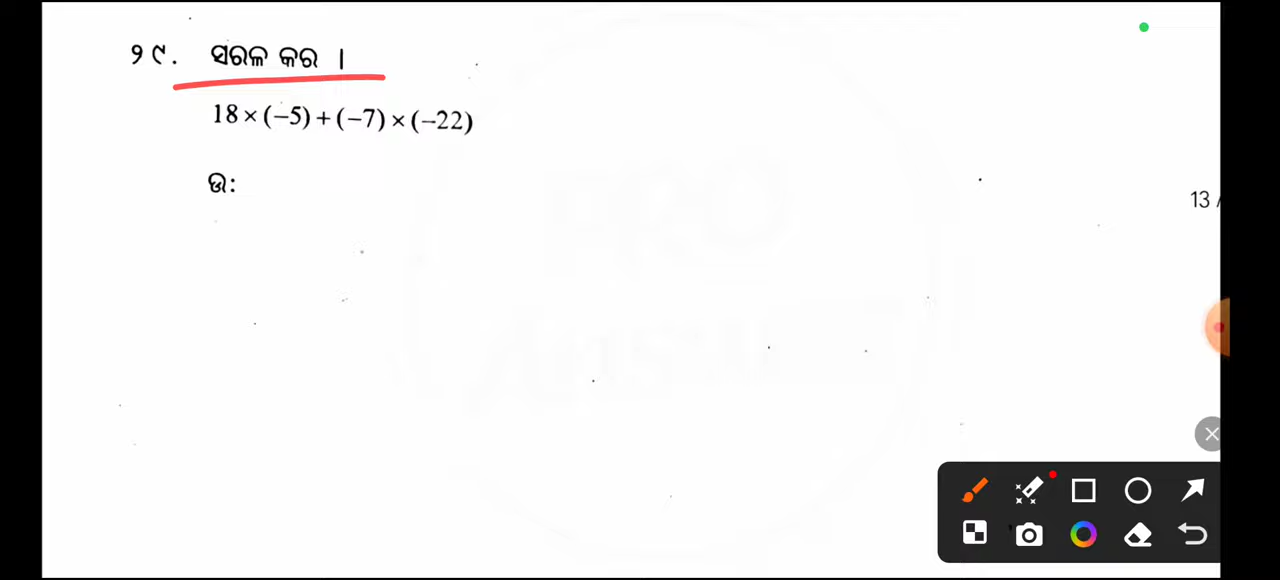 ୨୯. ସରଳ କର ।
18 × (−5) + (−7) × (−22)
ଉ:
13 /